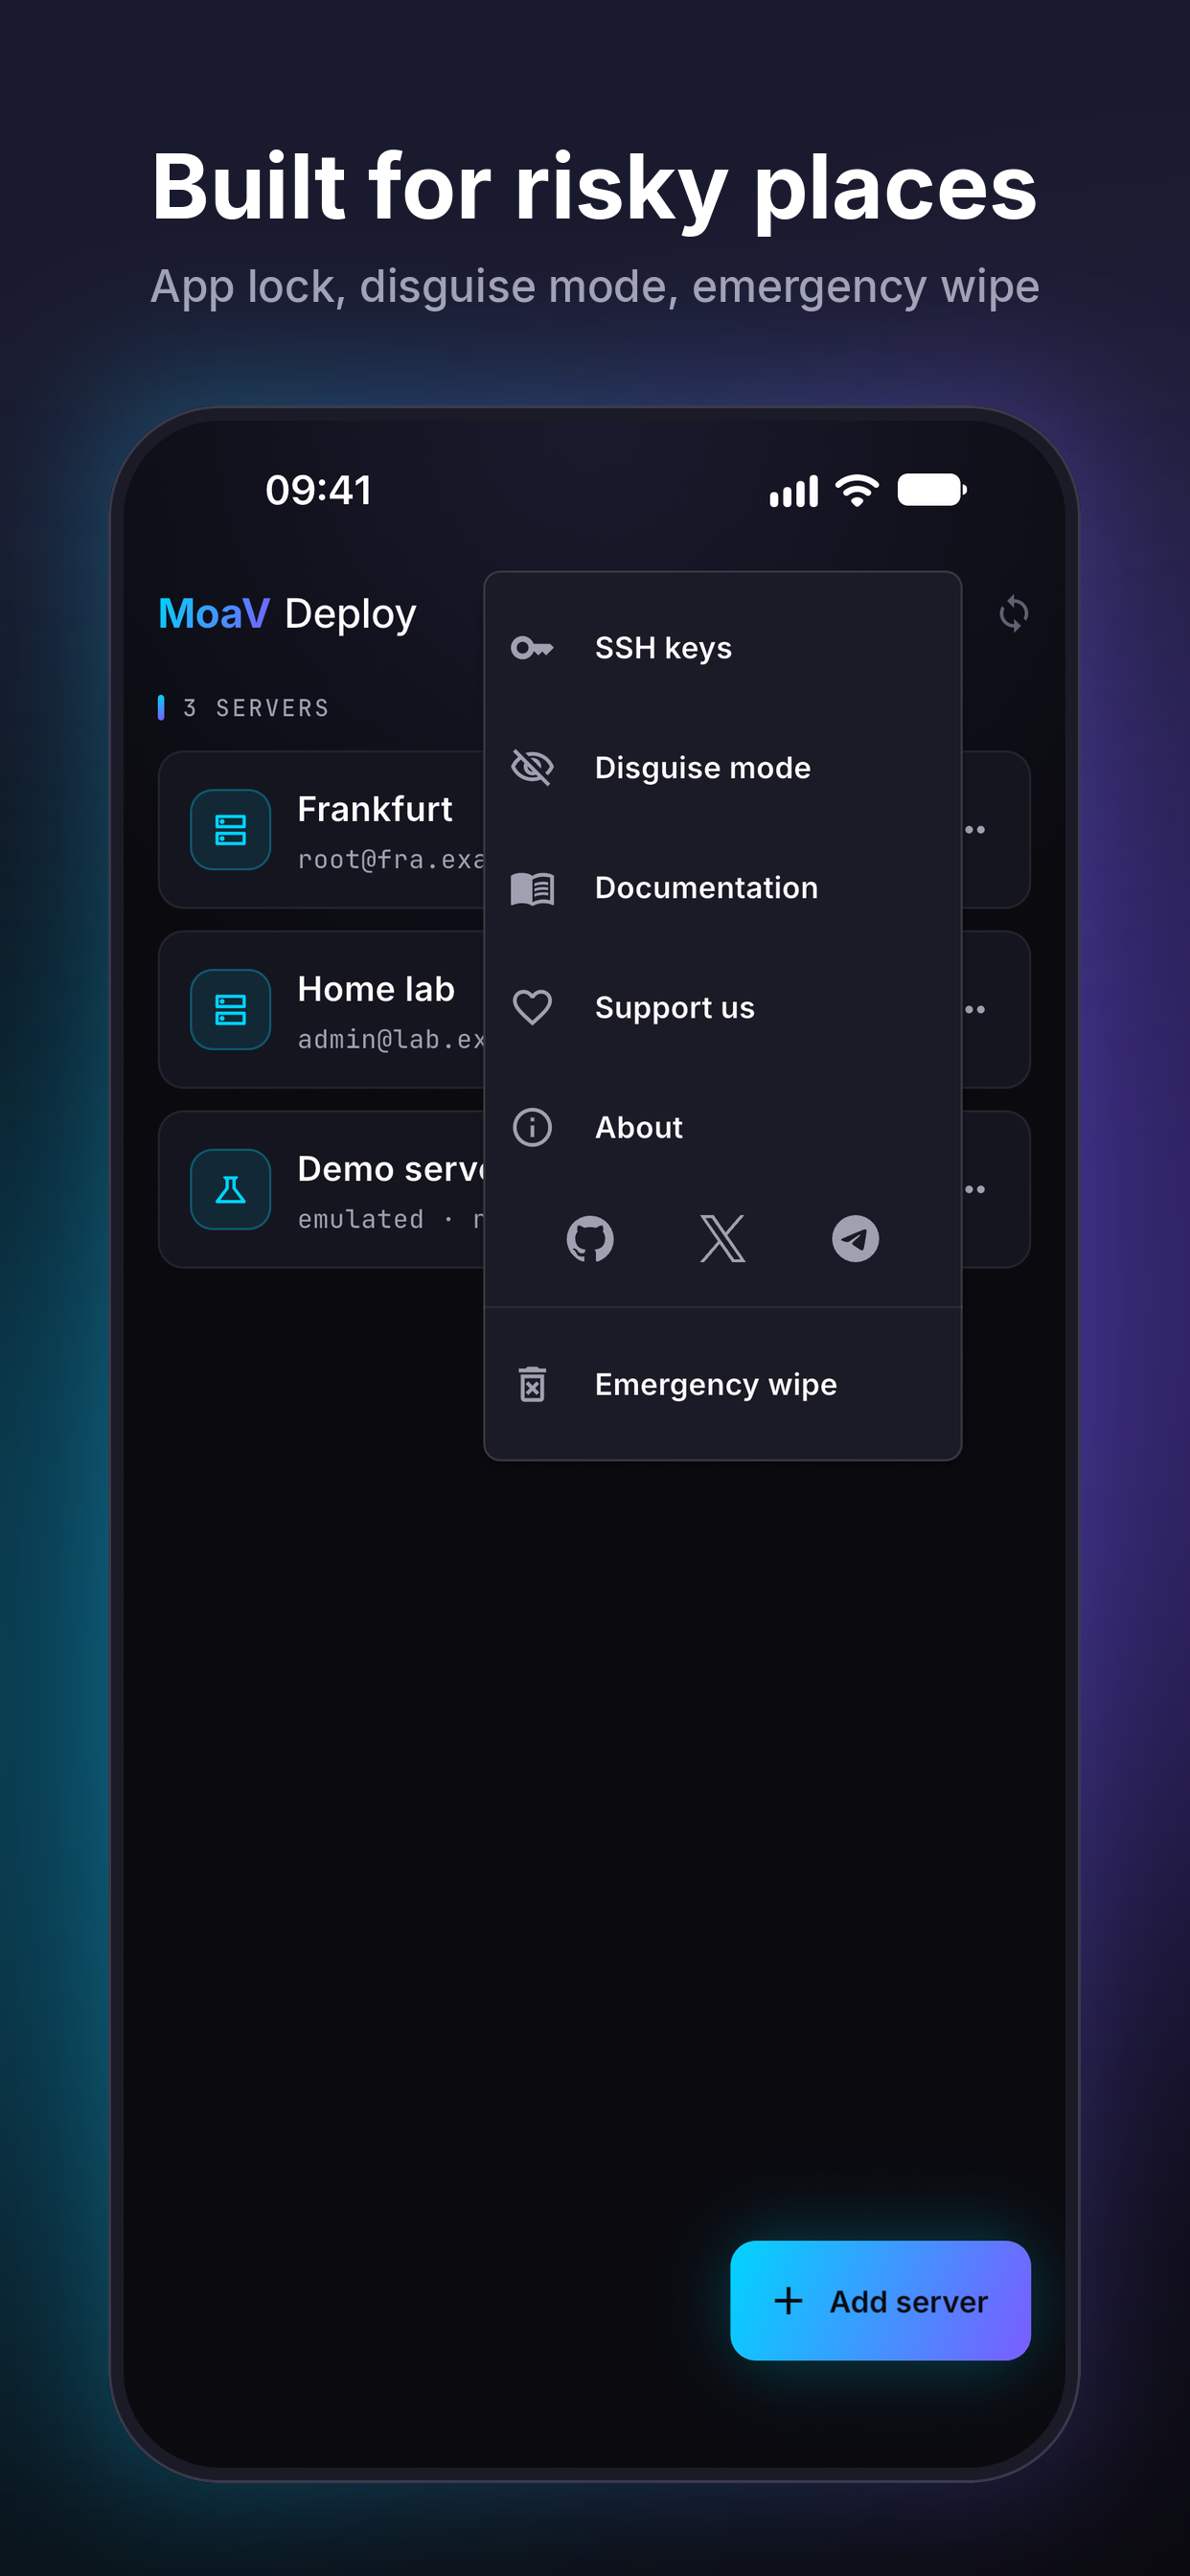 Built for risky places
App lock, disguise mode, emergency wipe
09:41
MoaV Deploy
3 SERVERS
Frankfurt
root@fra.exa
Home lab
admin@lab.ex
Demo serve
emulated ·
SSH keys
Disguise mode
Documentation
Support us
About
Emergency wipe
+ Add server